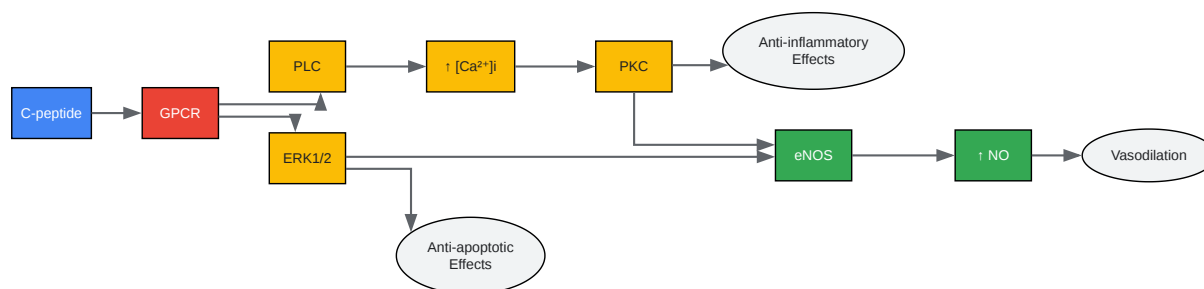 C-peptide
GPCR
PLC
↑ [Ca²⁺]i
PKC
Anti-inflammatory
Effects
ERK1/2
eNOS
↑ NO
Vasodilation
Anti-apoptotic
Effects